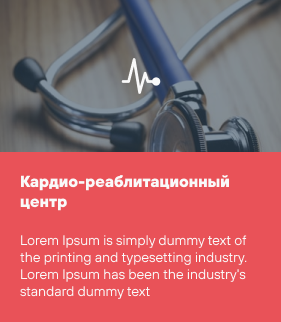 Кардио-реаблитационный
центр
Lorem Ipsum is simply dummy text of
the printing and typesetting industry.
Lorem Ipsum has been the industry's
standard dummy text